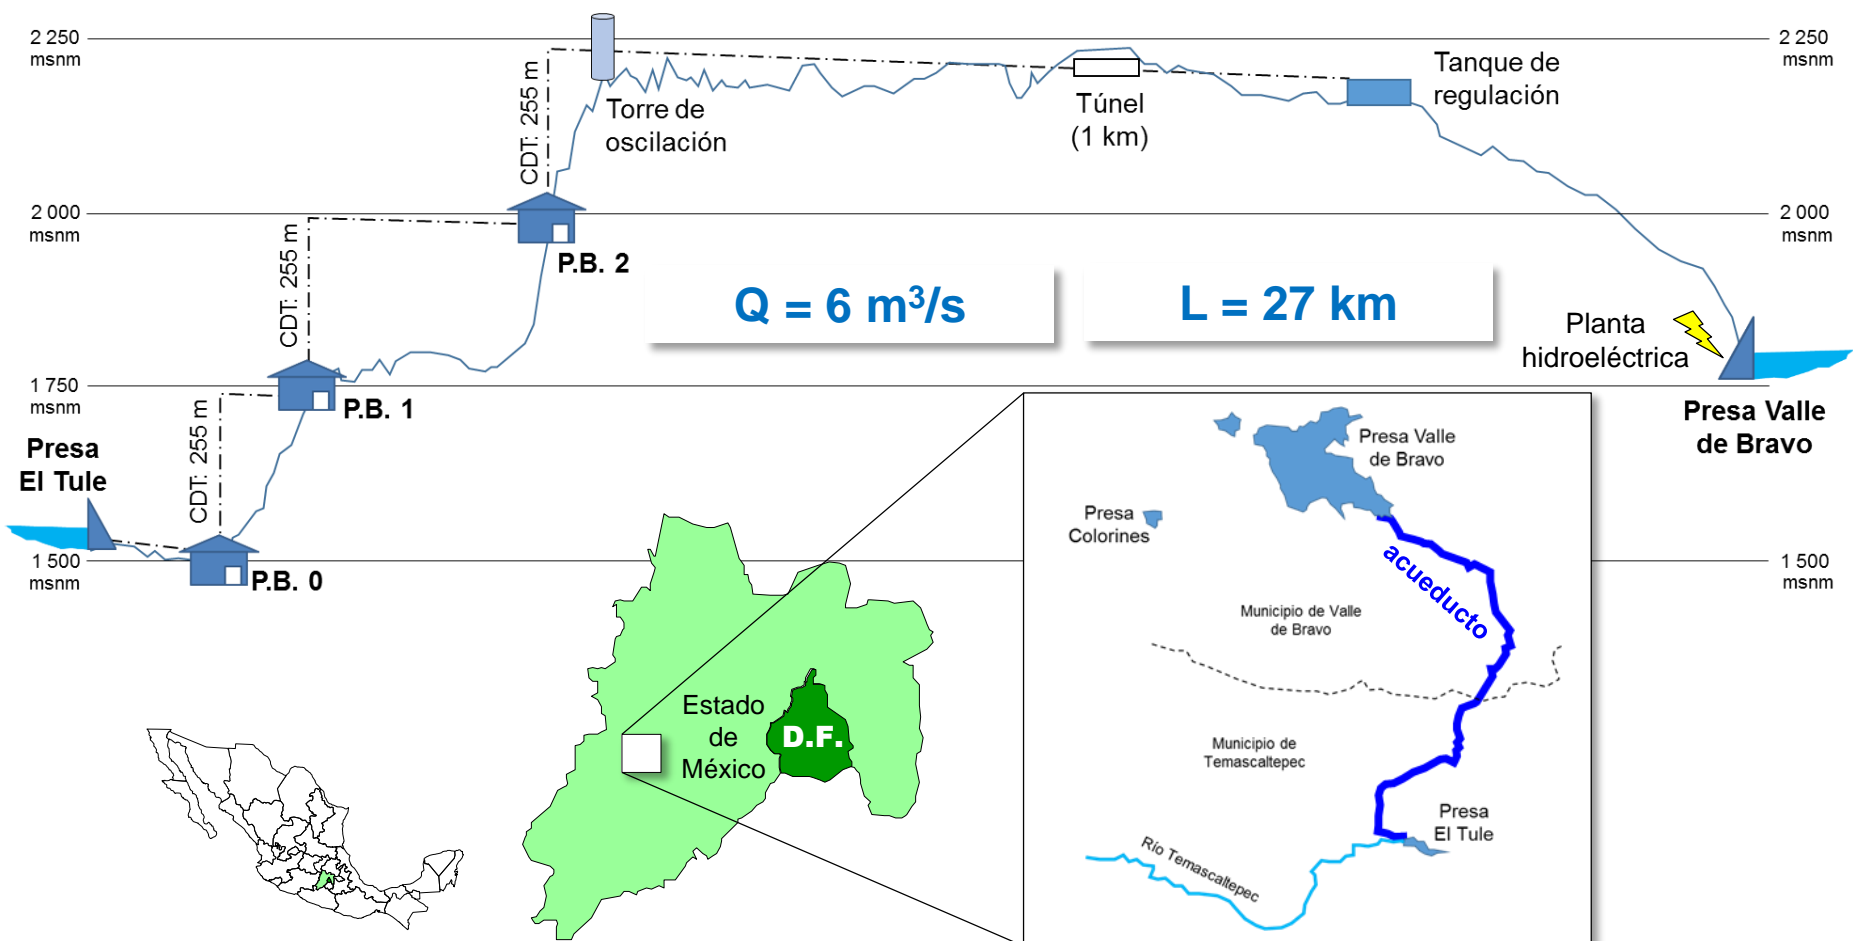 2 250
msnm
2 250
msnm
CDT: 255 m
Torre de
oscilación
Túnel
(1 km)
Tanque de
regulación
2 000
msnm
2 000
msnm
CDT: 255 m
P.B. 2
Q = 6 m³/s
L = 27 km
Planta
hidroeléctrica
1 750
msnm
CDT: 255 m
P.B. 1
Presa Valle
de Bravo
Presa
El Tule
P.B. 0
1 500
msnm
1 500
msnm
Presa Valle
de Bravo
Presa
Colorines
acueducto
Municipio de Valle
de Bravo
Municipio de
Temascaltepec
Presa
El Tule
Río Temascaltepec
Estado
de
México
D.F.